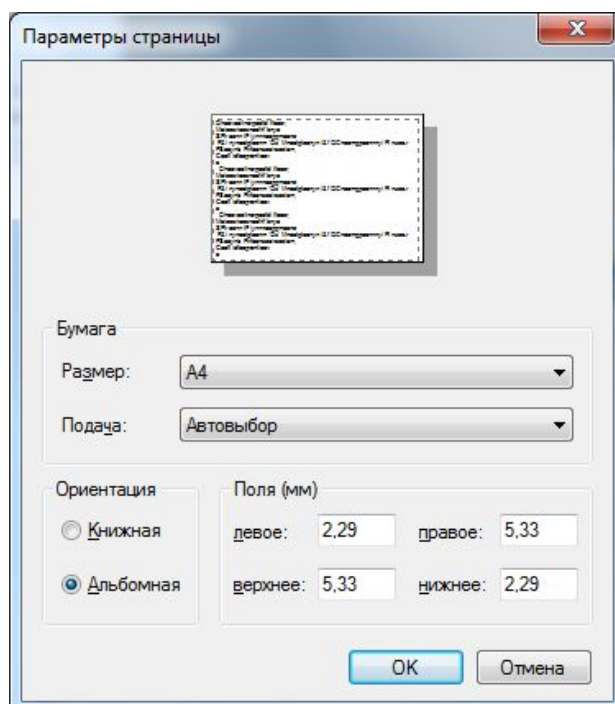 Параметры страницы
Бумага
Размер: A4
Подача: Автовыбор
Ориентация
Книжная
Альбомная
Поля (мм)
левое: 2,29 правое: 5,33
верхнее: 5,33 нижнее: 2,29
OK Отмена